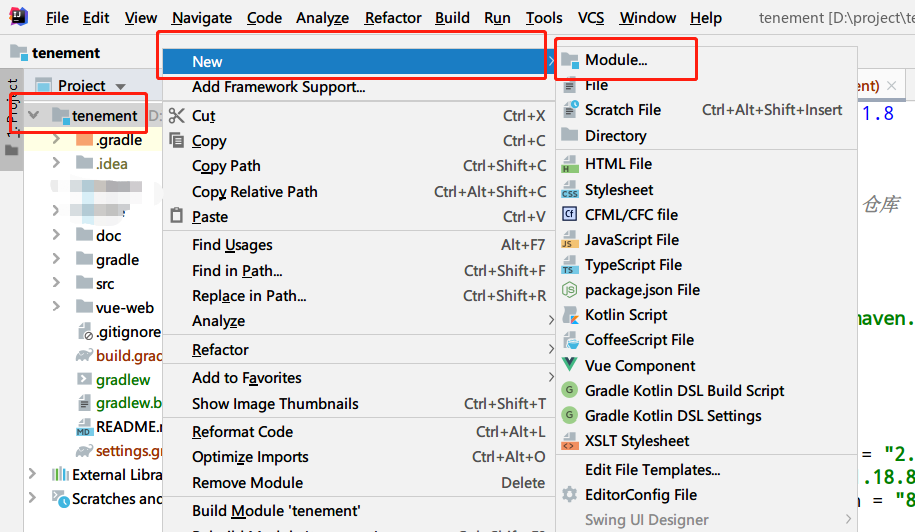 File Edit View Navigate Code Analyze Refactor Build Run Tools VCS Window Help tenement [D:\project\te
tenement
1: Project
Project
tenement D:
.gradle
.idea
doc
gradle
src
vue-web
.gitignore
build.grad
gradlew
gradlew.b
README.m
settings.gr
External Libra
Scratches and
New
Add Framework Support...
Cut Ctrl+X
Copy Ctrl+C
Copy Path Ctrl+Shift+C
Copy Relative Path Ctrl+Alt+Shift+C
Paste Ctrl+V
Find Usages Alt+F7
Find in Path... Ctrl+Shift+F
Replace in Path... Ctrl+Shift+R
Analyze
Refactor
Add to Favorites
Show Image Thumbnails Ctrl+Shift+T
Reformat Code Ctrl+Alt+L
Optimize Imports Ctrl+Alt+O
Remove Module Delete
Build Module 'tenement'
Module...
File
Scratch File Ctrl+Alt+Shift+Insert
Directory
HTML File
Stylesheet
CFML/CFC file
JavaScript File
TypeScript File
package.json File
Kotlin Script
CoffeeScript File
Vue Component
Gradle Kotlin DSL Build Script
Gradle Kotlin DSL Settings
XSLT Stylesheet
Edit File Templates...
EditorConfig File
Swing UI Designer
ent)
1.8
仓库
maven.
= "2.
.18.8
= "8